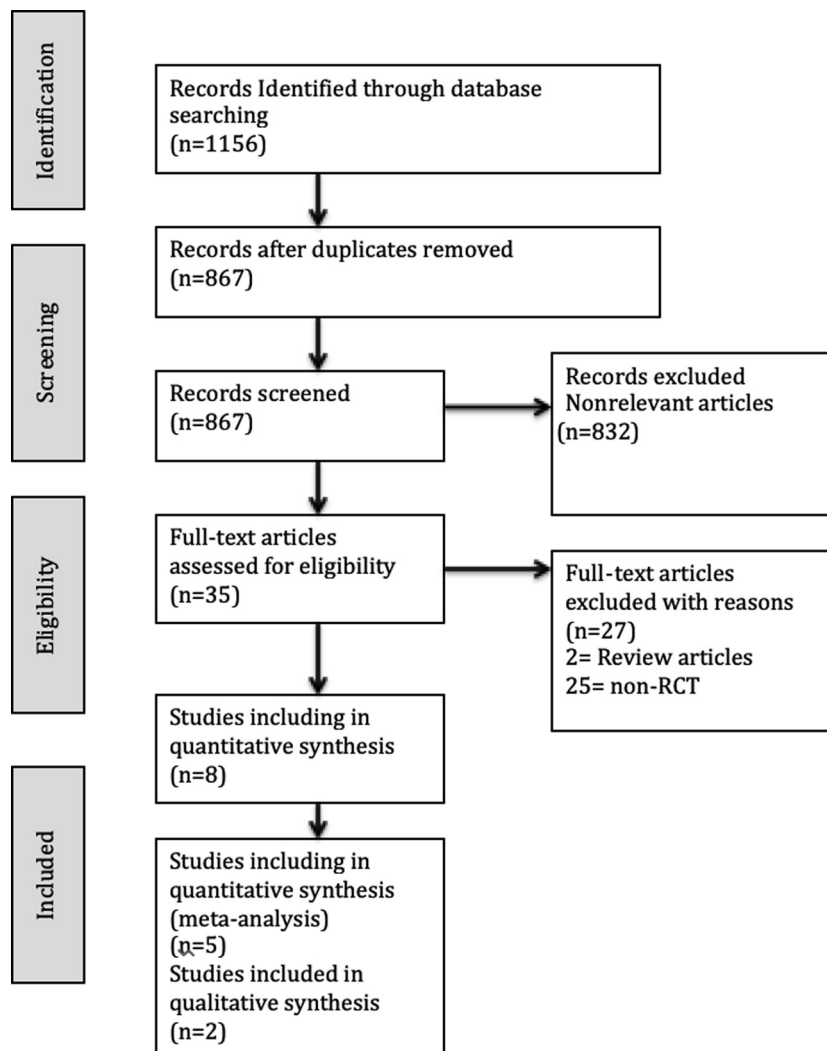 Identification
Records Identified through database
searching
(n=1156)
Records after duplicates removed
(n=867)
Screening
Records screened
(n=867)
Records excluded
Nonrelevant articles
(n=832)
Eligibility
Full-text articles
assessed for eligibility
(n=35)
Full-text articles
excluded with reasons
(n=27)
2= Review articles
25= non-RCT
Studies including in
quantitative synthesis
(n=8)
Included
Studies including in
quantitative synthesis
(meta-analysis)
(n=5)
Studies included in
qualitative synthesis
(n=2)